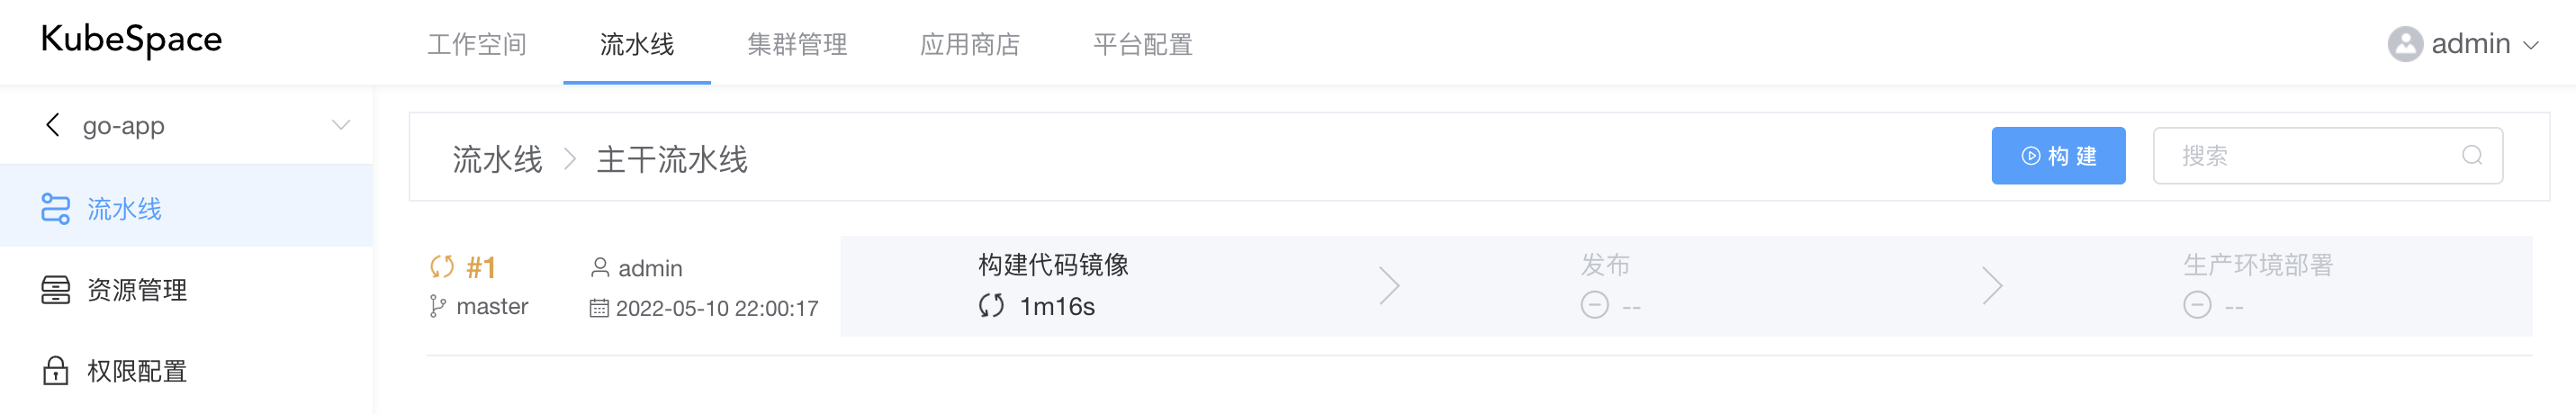 KubeSpace
工作空间 流水线 集群管理 应用商店 平台配置
admin
go-app
流水线
资源管理
权限配置
流水线 > 主干流水线
构 建
搜索
#1
master
admin
2022-05-10 22:00:17
构建代码镜像
1m16s
发布
--
生产环境部署
--